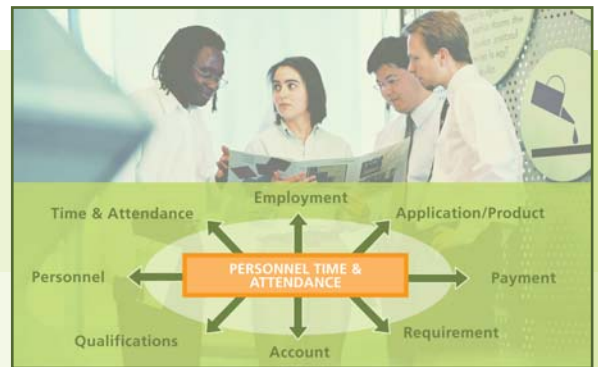 Employment
Time & Attendance
Application/Product
PERSONNEL TIME &
ATTENDANCE
Personnel
Payment
Qualifications
Requirement
Account